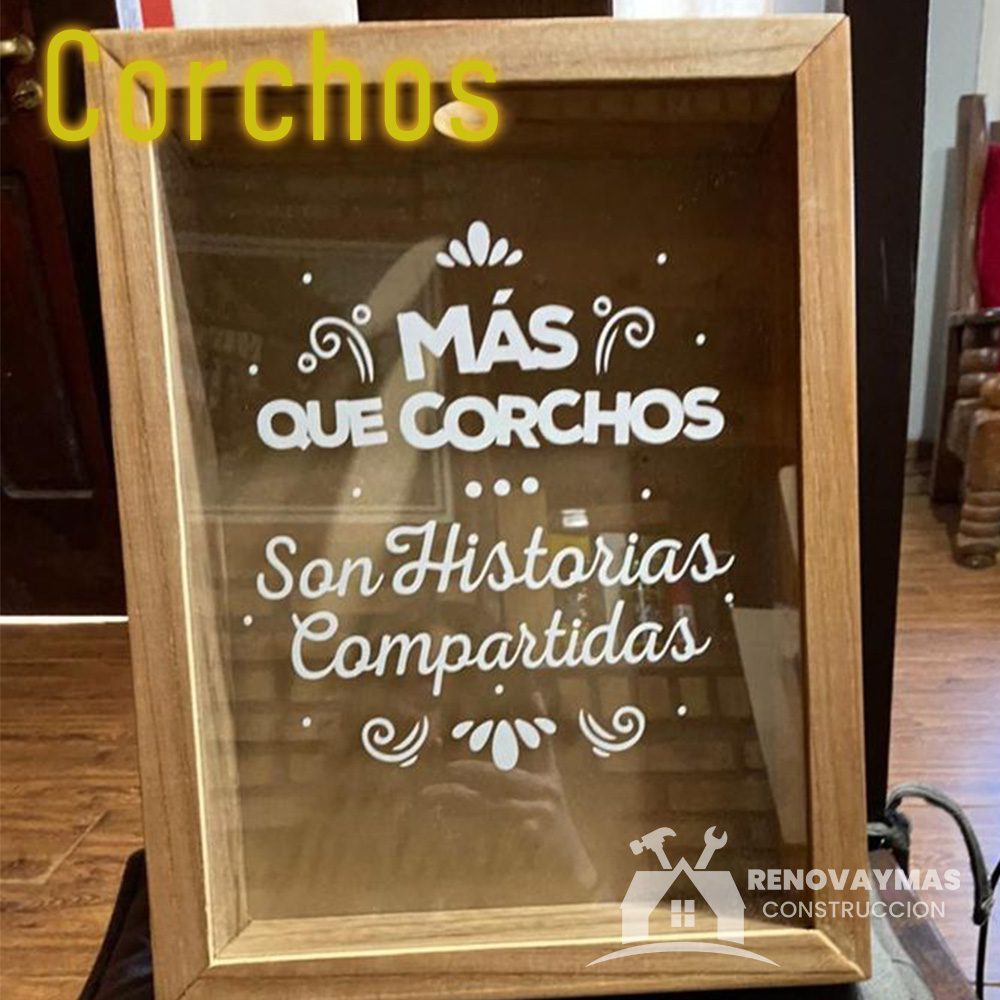 Corchos
MÁS
QUE CORCHOS
...
Son Historias
Compartidas
RENOVAYMAS
CONSTRUCCION